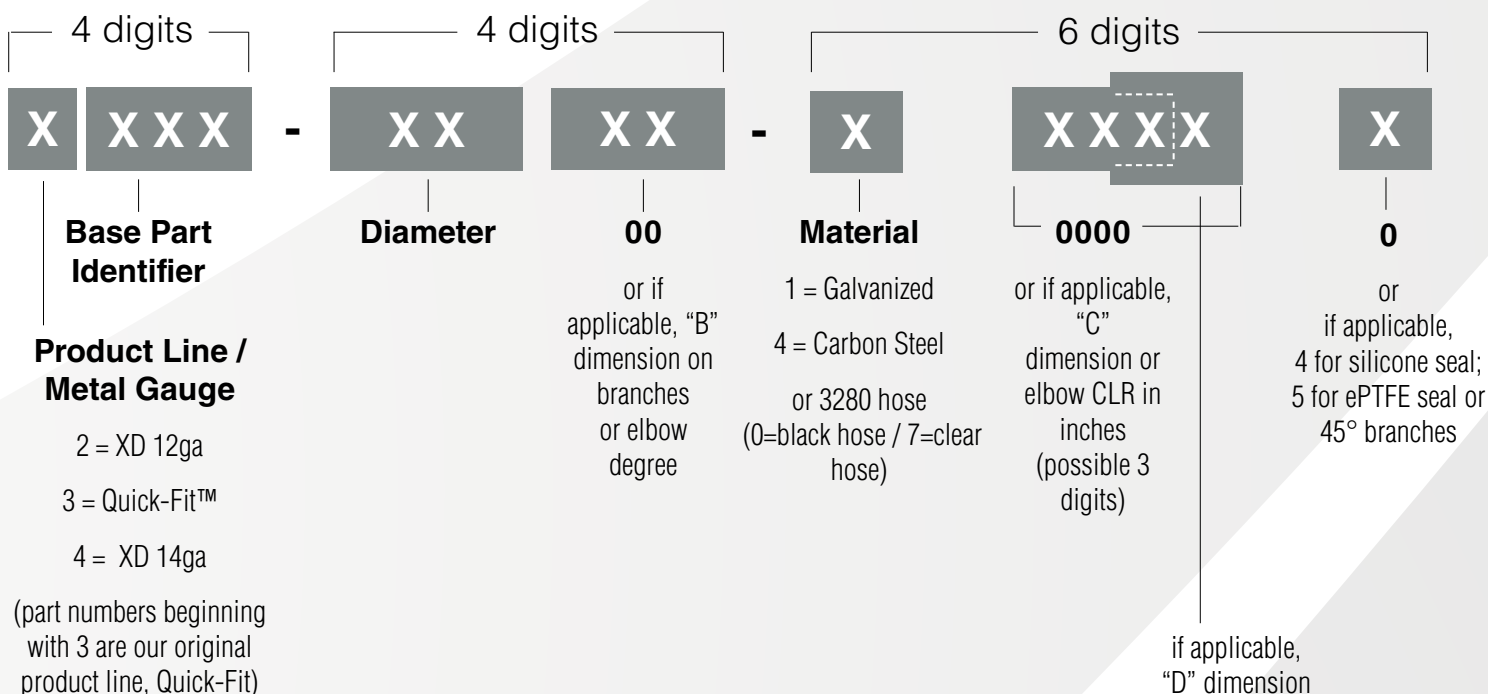 4 digits
4 digits
6 digits
X XXX - XX XX - X XXXX X
Base Part
Identifier
Product Line /
Metal Gauge
2 = XD 12ga
3 = Quick-Fit™
4 = XD 14ga
(part numbers beginning
with 3 are our original
product line, Quick-Fit)
Diameter
00
or if
applicable, “B”
dimension on
branches
or elbow
degree
Material
1 = Galvanized
4 = Carbon Steel
or 3280 hose
(0=black hose / 7=clear
hose)
0000
or if applicable,
“C”
dimension or
elbow CLR in
inches
(possible 3
digits)
if applicable,
“D” dimension
0
or
if applicable,
4 for silicone seal;
5 for ePTFE seal or
45° branches